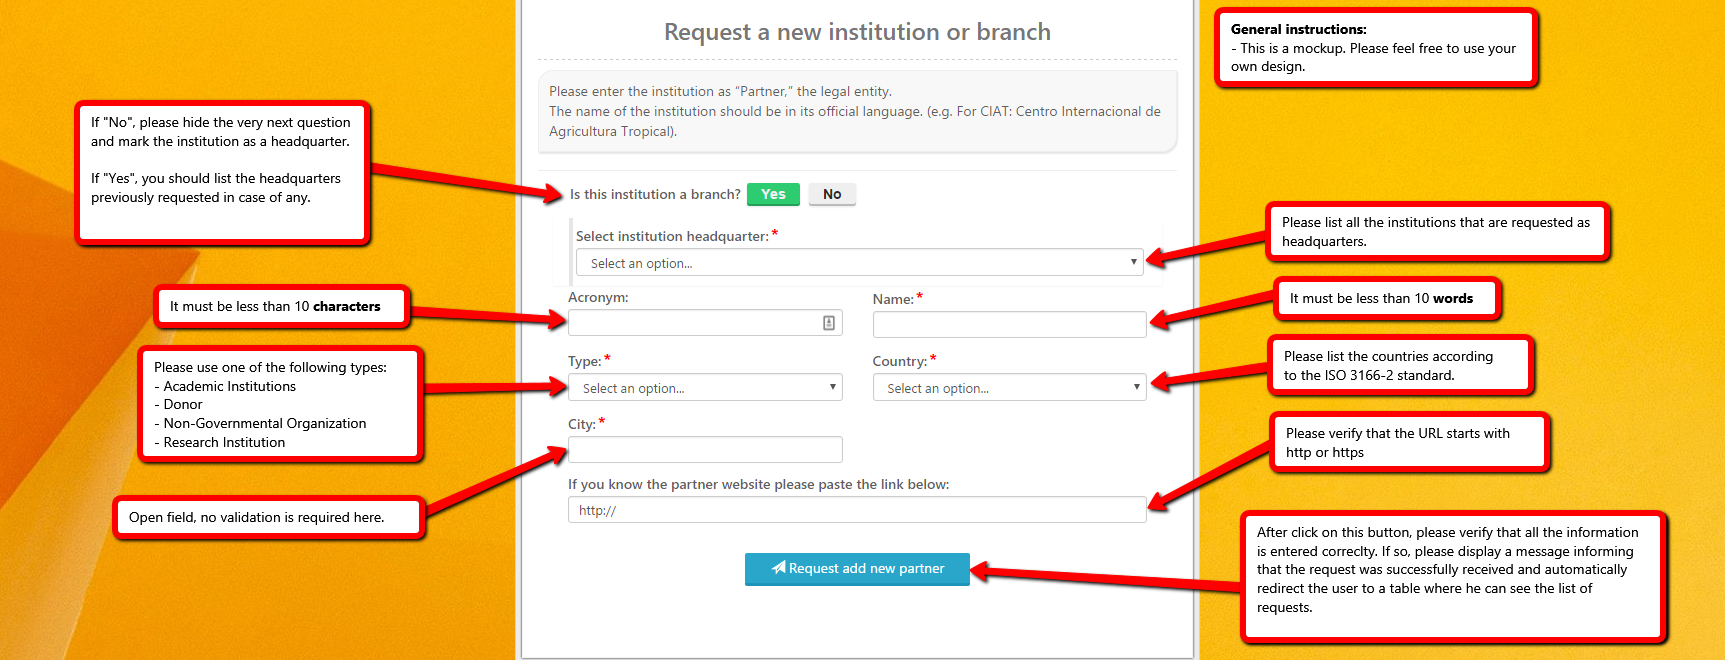 Request a new institution or branch
General instructions:
- This is a mockup. Please feel free to use your
own design.
Please enter the institution as “Partner,” the legal entity.
The name of the institution should be in its official language. (e.g. For CIAT: Centro Internacional de
Agricultura Tropical).
If "No", please hide the very next question
and mark the institution as a headquarter.
If "Yes", you should list the headquarters
previously requested in case of any.
Is this institution a branch? Yes No
Select institution headquarter: *
Select an option...
Please list all the institutions that are requested as
headquarters.
It must be less than 10 characters
Acronym:
Name: *
It must be less than 10 words
Please use one of the following types:
- Academic Institutions
- Donor
- Non-Governmental Organization
- Research Institution
Type: *
Select an option...
Country: *
Select an option...
Please list the countries according
to the ISO 3166-2 standard.
City: *
Open field, no validation is required here.
If you know the partner website please paste the link below:
http://
Please verify that the URL starts with
http or https
Request add new partner
After click on this button, please verify that all the information
is entered correclty. If so, please display a message informing
that the request was successfully received and automatically
redirect the user to a table where he can see the list of
requests.